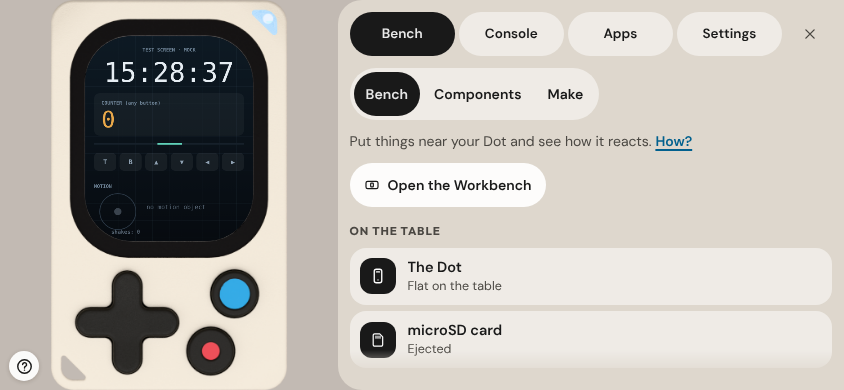 TEST SCREEN · MOCK
15:28:37
COUNTER (any button)
0
T B ▲ ▼ ◄ ►
MOTION
no motion object
shakes: 0
Bench
Console
Apps
Settings
Bench
Components
Make
Put things near your Dot and see how it reacts. How?
Open the Workbench
ON THE TABLE
The Dot
Flat on the table
microSD card
Ejected